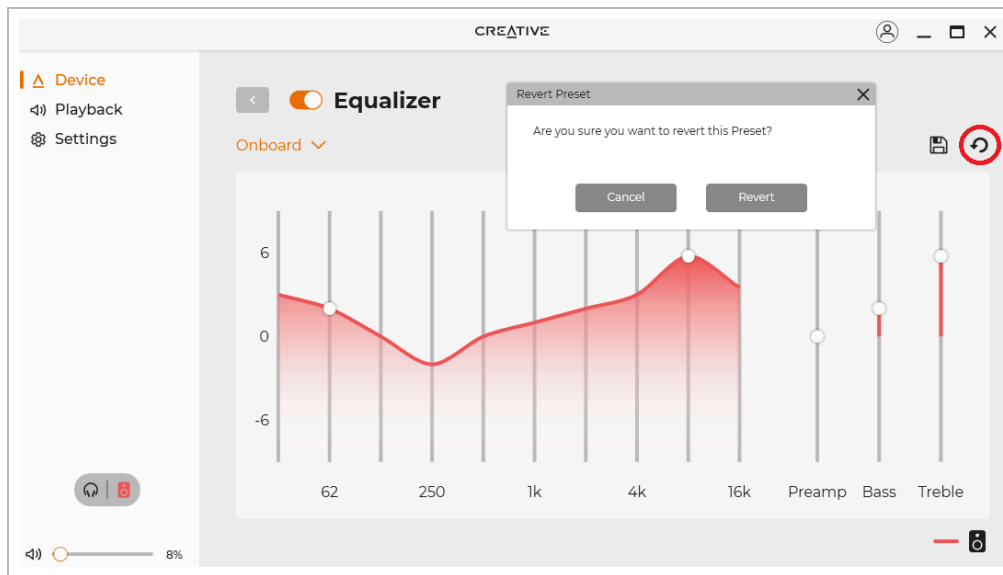 CREATIVE
Device
Playback
Settings
Equalizer
Onboard
Revert Preset
Are you sure you want to revert this Preset?
Cancel
Revert
6
0
-6
62
250
1k
4k
16k
Preamp
Bass
Treble
8%